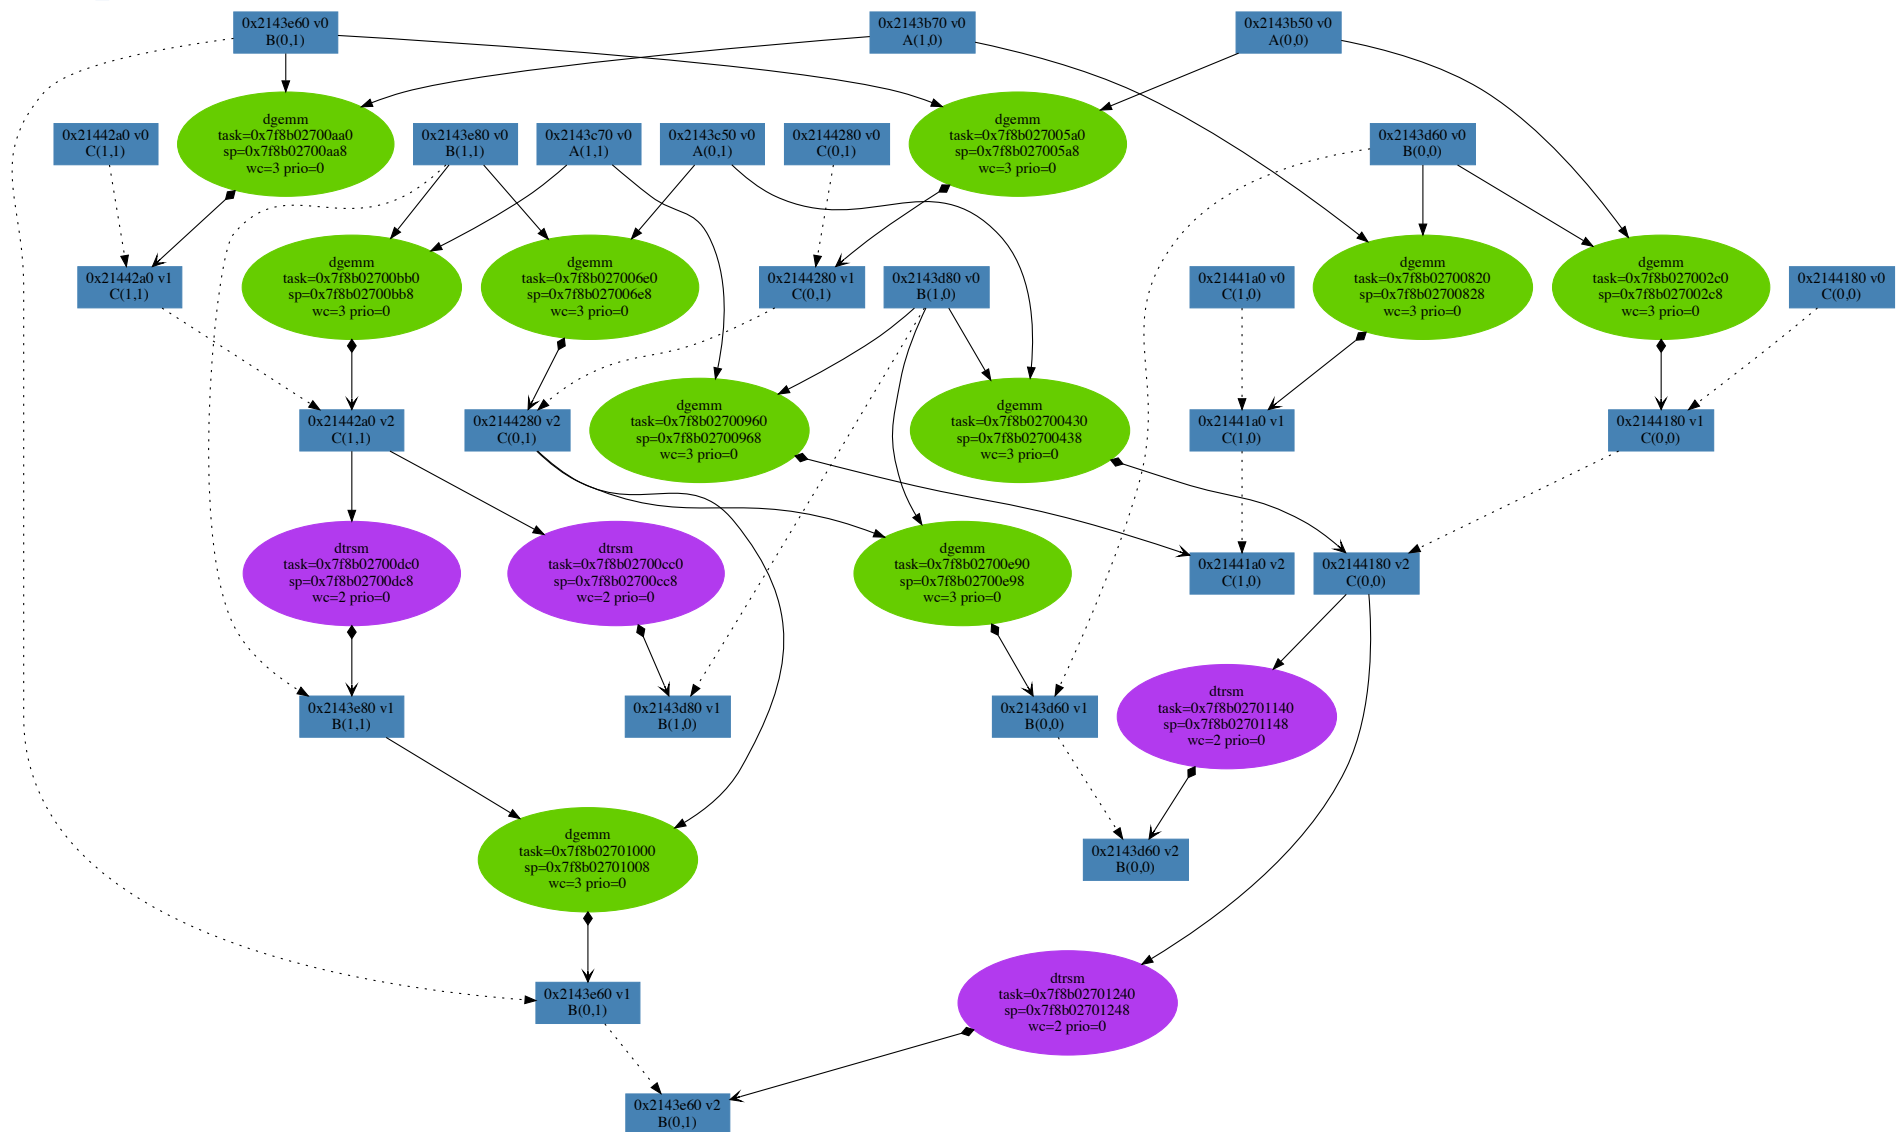 0x2143e60 v0
B(0,1)
0x2143b70 v0
A(1,0)
0x2143b50 v0
A(0,0)
0x21442a0 v0
C(1,1)
dgemm
task=0x7f8b02700aa0
sp=0x7f8b02700aa8
wc=3 prio=0
0x2143e80 v0
B(1,1)
0x2143c70 v0
A(1,1)
0x2143c50 v0
A(0,1)
0x2144280 v0
C(0,1)
dgemm
task=0x7f8b027005a0
sp=0x7f8b027005a8
wc=3 prio=0
0x2143d60 v0
B(0,0)
0x21442a0 v1
C(1,1)
dgemm
task=0x7f8b02700bb0
sp=0x7f8b02700bb8
wc=3 prio=0
dgemm
task=0x7f8b027006e0
sp=0x7f8b027006e8
wc=3 prio=0
0x2144280 v1
C(0,1)
0x2143d80 v0
B(1,0)
0x21441a0 v0
C(1,0)
dgemm
task=0x7f8b02700820
sp=0x7f8b02700828
wc=3 prio=0
dgemm
task=0x7f8b027002c0
sp=0x7f8b027002c8
wc=3 prio=0
0x2144180 v0
C(0,0)
0x21442a0 v2
C(1,1)
0x2144280 v2
C(0,1)
dgemm
task=0x7f8b02700960
sp=0x7f8b02700968
wc=3 prio=0
dgemm
task=0x7f8b02700430
sp=0x7f8b02700438
wc=3 prio=0
0x21441a0 v1
C(1,0)
0x2144180 v1
C(0,0)
dtrsm
task=0x7f8b02700dc0
sp=0x7f8b02700dc8
wc=2 prio=0
dtrsm
task=0x7f8b02700cc0
sp=0x7f8b02700cc8
wc=2 prio=0
dgemm
task=0x7f8b02700e90
sp=0x7f8b02700e98
wc=3 prio=0
0x21441a0 v2
C(1,0)
0x2144180 v2
C(0,0)
0x2143e80 v1
B(1,1)
0x2143d80 v1
B(1,0)
0x2143d60 v1
B(0,0)
dtrsm
task=0x7f8b02701140
sp=0x7f8b02701148
wc=2 prio=0
dgemm
task=0x7f8b02701000
sp=0x7f8b02701008
wc=3 prio=0
0x2143d60 v2
B(0,0)
0x2143e60 v1
B(0,1)
dtrsm
task=0x7f8b02701240
sp=0x7f8b02701248
wc=2 prio=0
0x2143e60 v2
B(0,1)